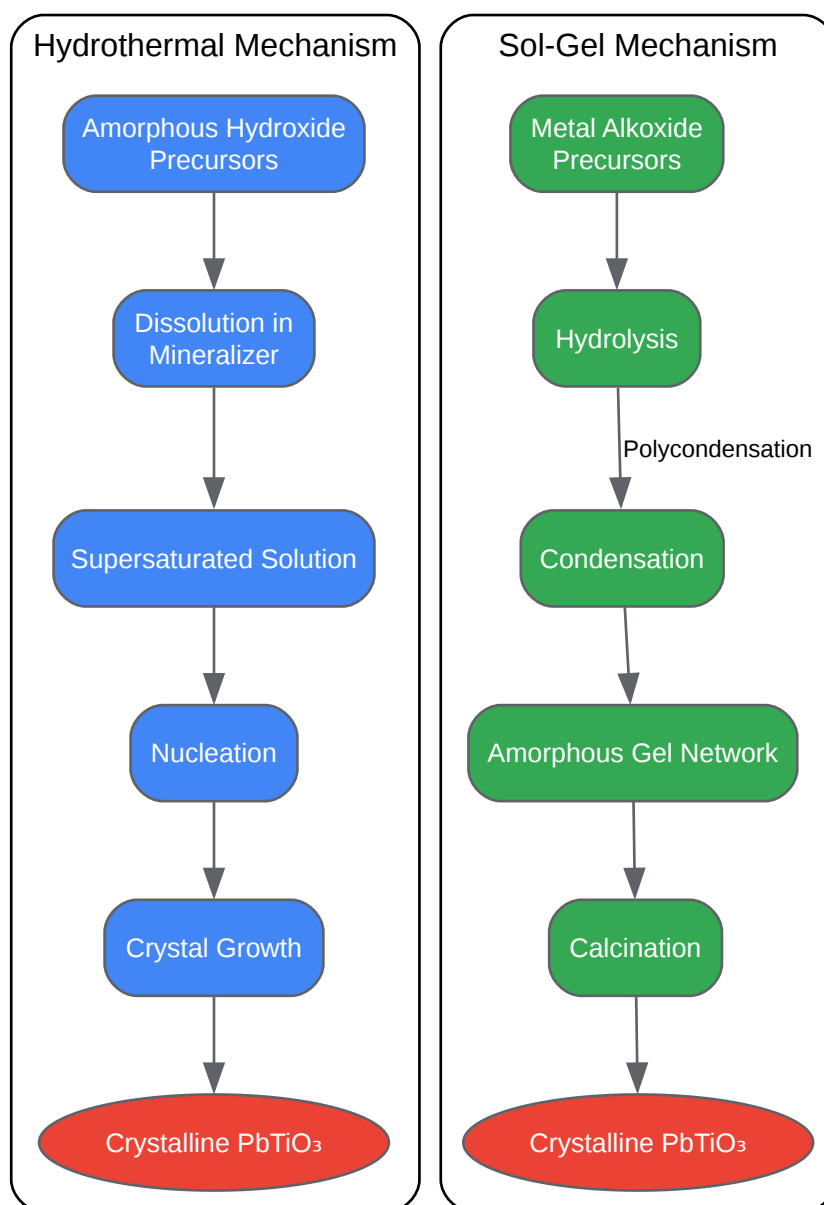 Hydrothermal Mechanism
Amorphous Hydroxide
Precursors
Dissolution in
Mineralizer
Supersaturated Solution
Nucleation
Crystal Growth
Crystalline PbTiO₃
Sol-Gel Mechanism
Metal Alkoxide
Precursors
Hydrolysis
Polycondensation
Condensation
Amorphous Gel Network
Calcination
Crystalline PbTiO₃